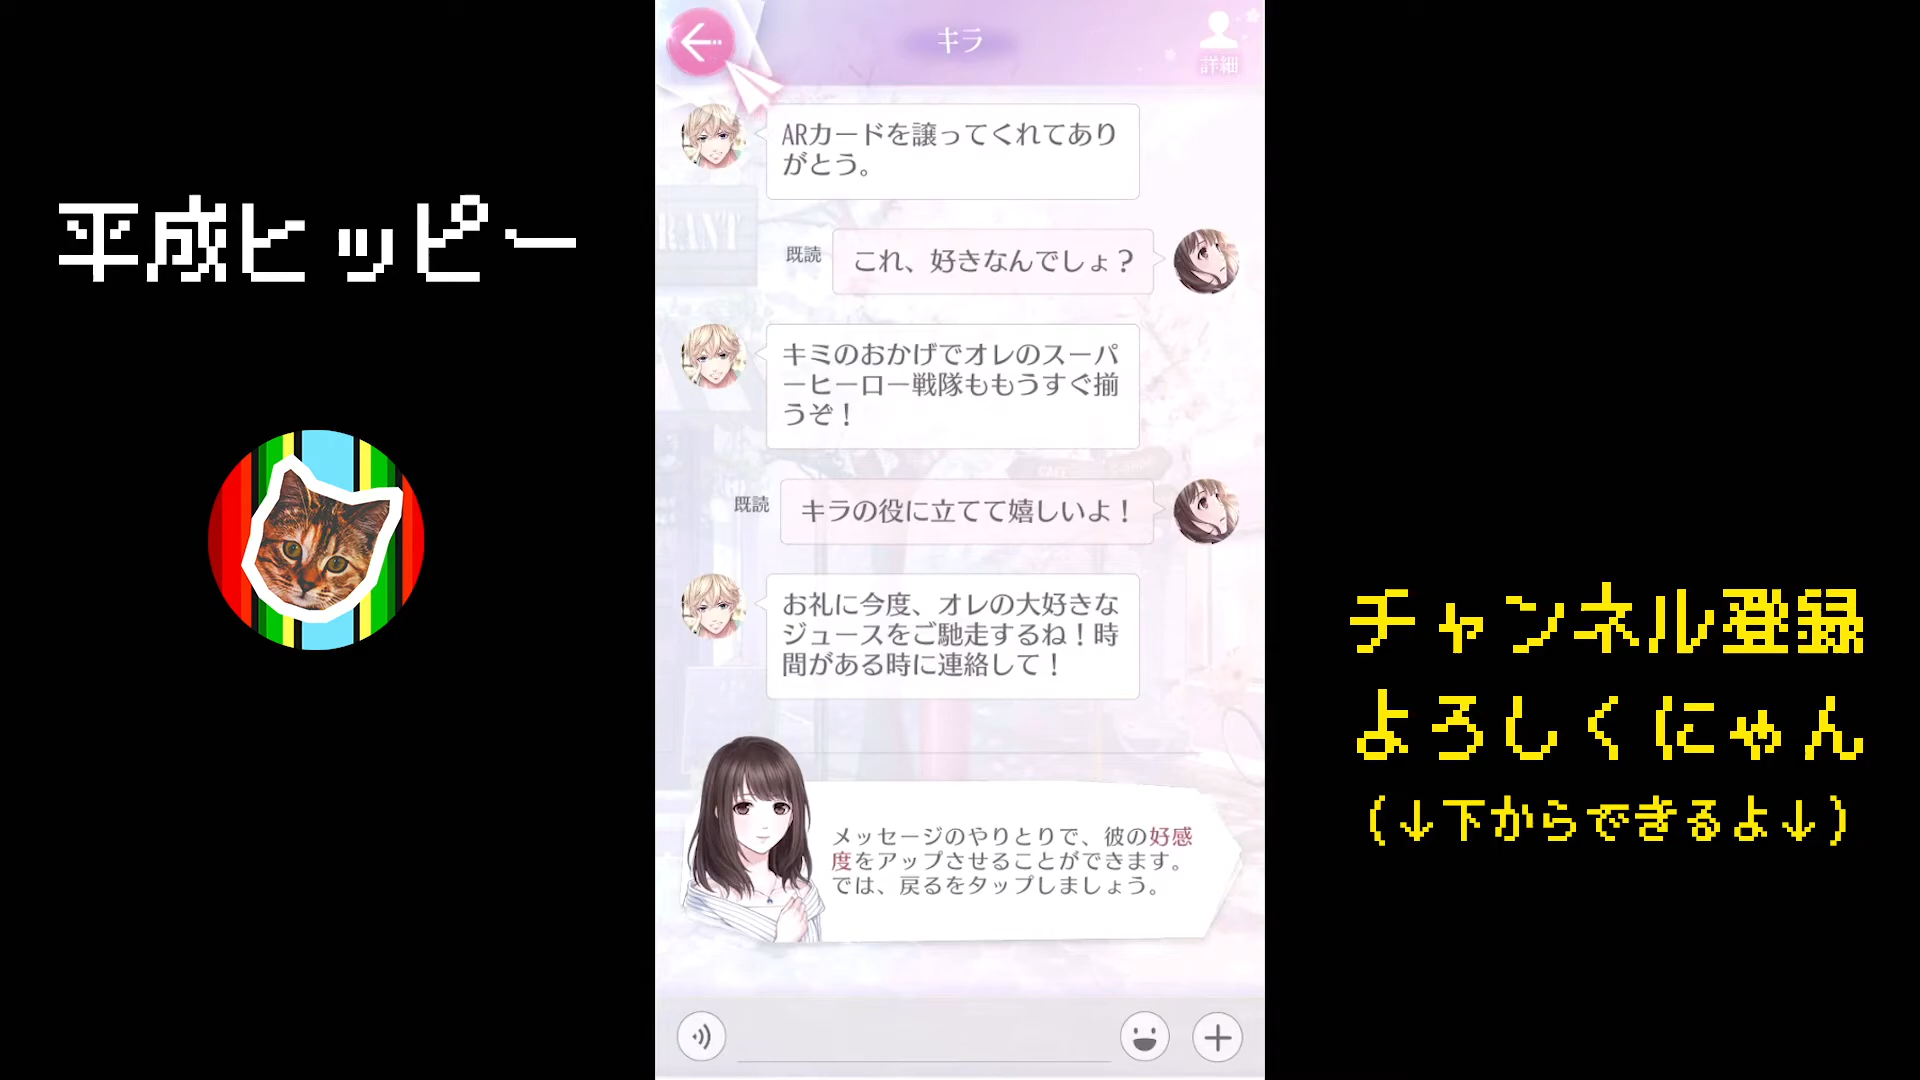 平成ヒッピー
キラ
詳細
ARカードを譲ってくれてあり
がとう。
既読
これ、好きなんでしょ？
キミのおかげでオレのスーパ
ーヒーロー戦隊ももうすぐ揃
うぞ！
既読
キラの役に立てて嬉しいよ！
お礼に今度、オレの大好きな
ジュースをご馳走するね！時
間がある時に連絡して！
メッセージのやりとりで、彼の好感
度をアップさせることができます。
では、戻るをタップしましょう。
チャンネル登録
よろしくにゃん
(↓下からできるよ↓)